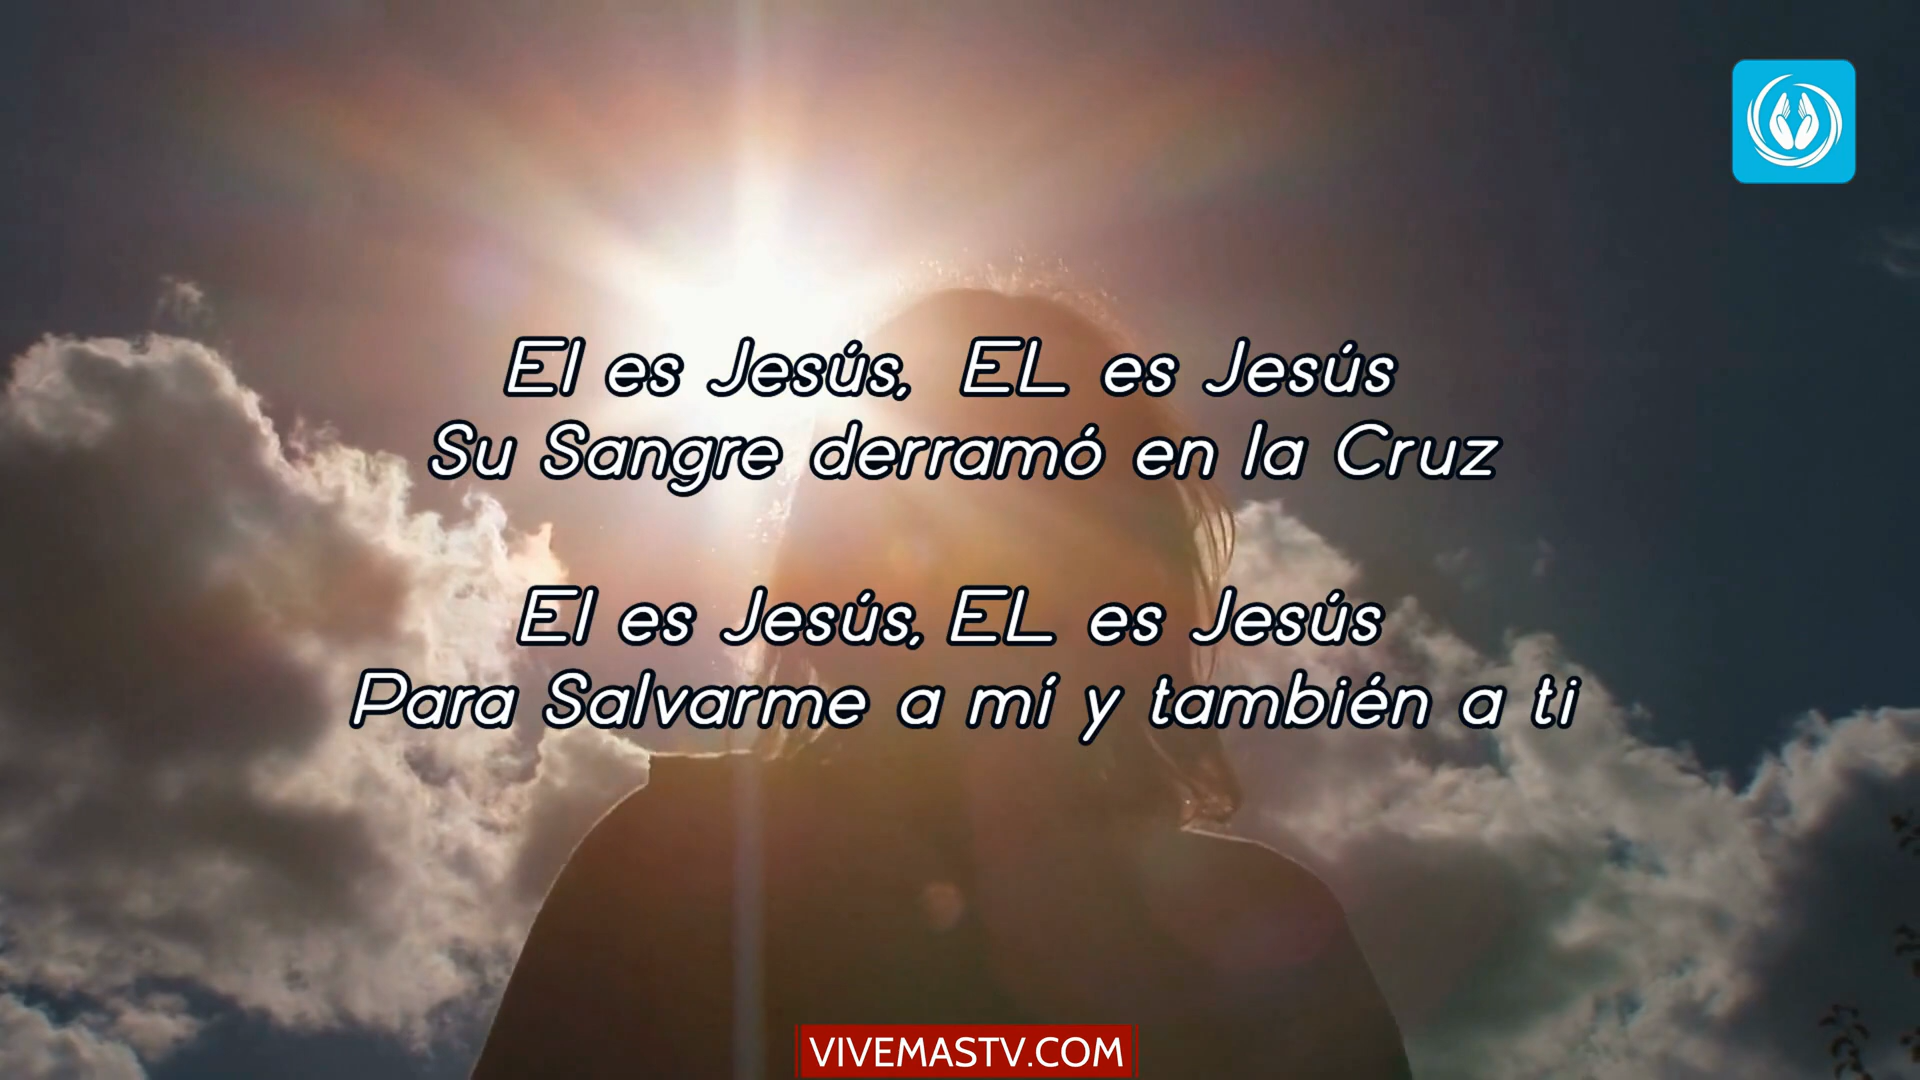 El es Jesús, EL es Jesús
Su Sangre derramó en la Cruz
El es Jesús, EL es Jesús
Para Salvarme a mí y también a ti
VIVEMASTV.COM